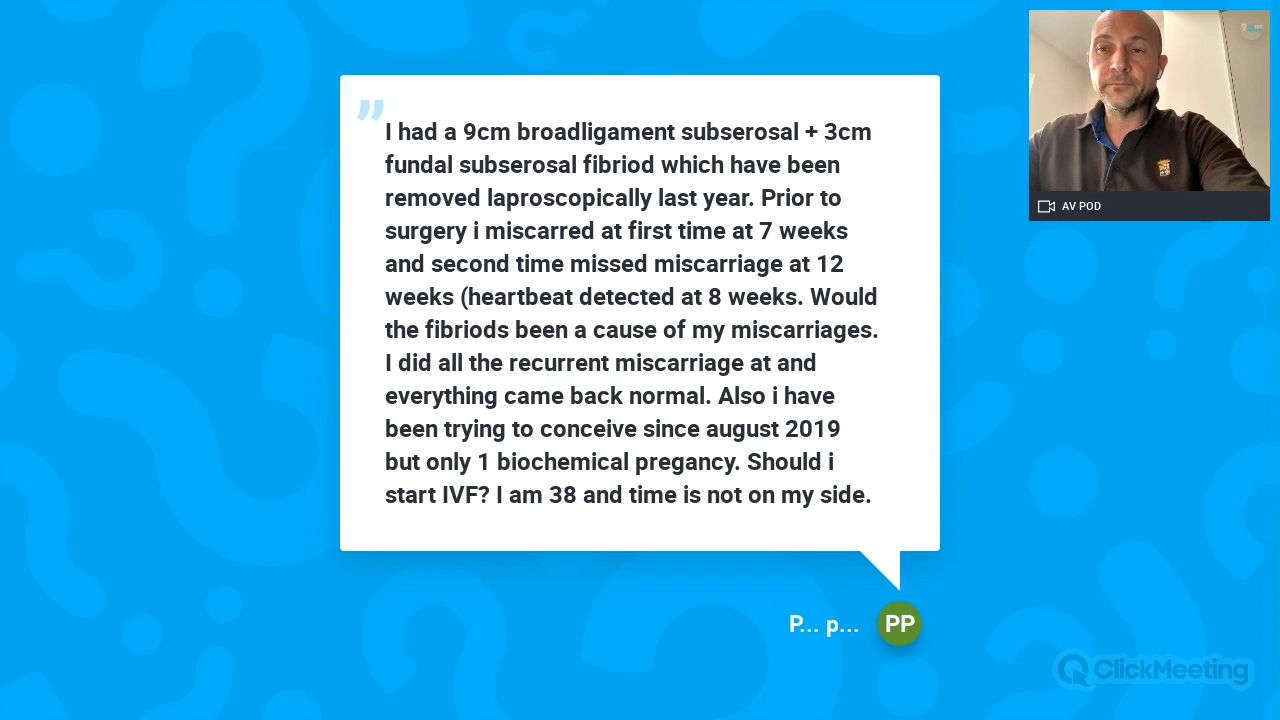 I had a 9cm broadligament subserosal + 3cm
fundal subserosal fibriod which have been
removed laproscopically last year. Prior to
surgery i miscarred at first time at 7 weeks
and second time missed miscarriage at 12
weeks (heartbeat detected at 8 weeks. Would
the fibriods been a cause of my miscarriages.
I did all the recurrent miscarriage at and
everything came back normal. Also i have
been trying to conceive since august 2019
but only 1 biochemical pregancy. Should i
start IVF? I am 38 and time is not on my side.
P... p...
PP
AV POD
ClickMeeting